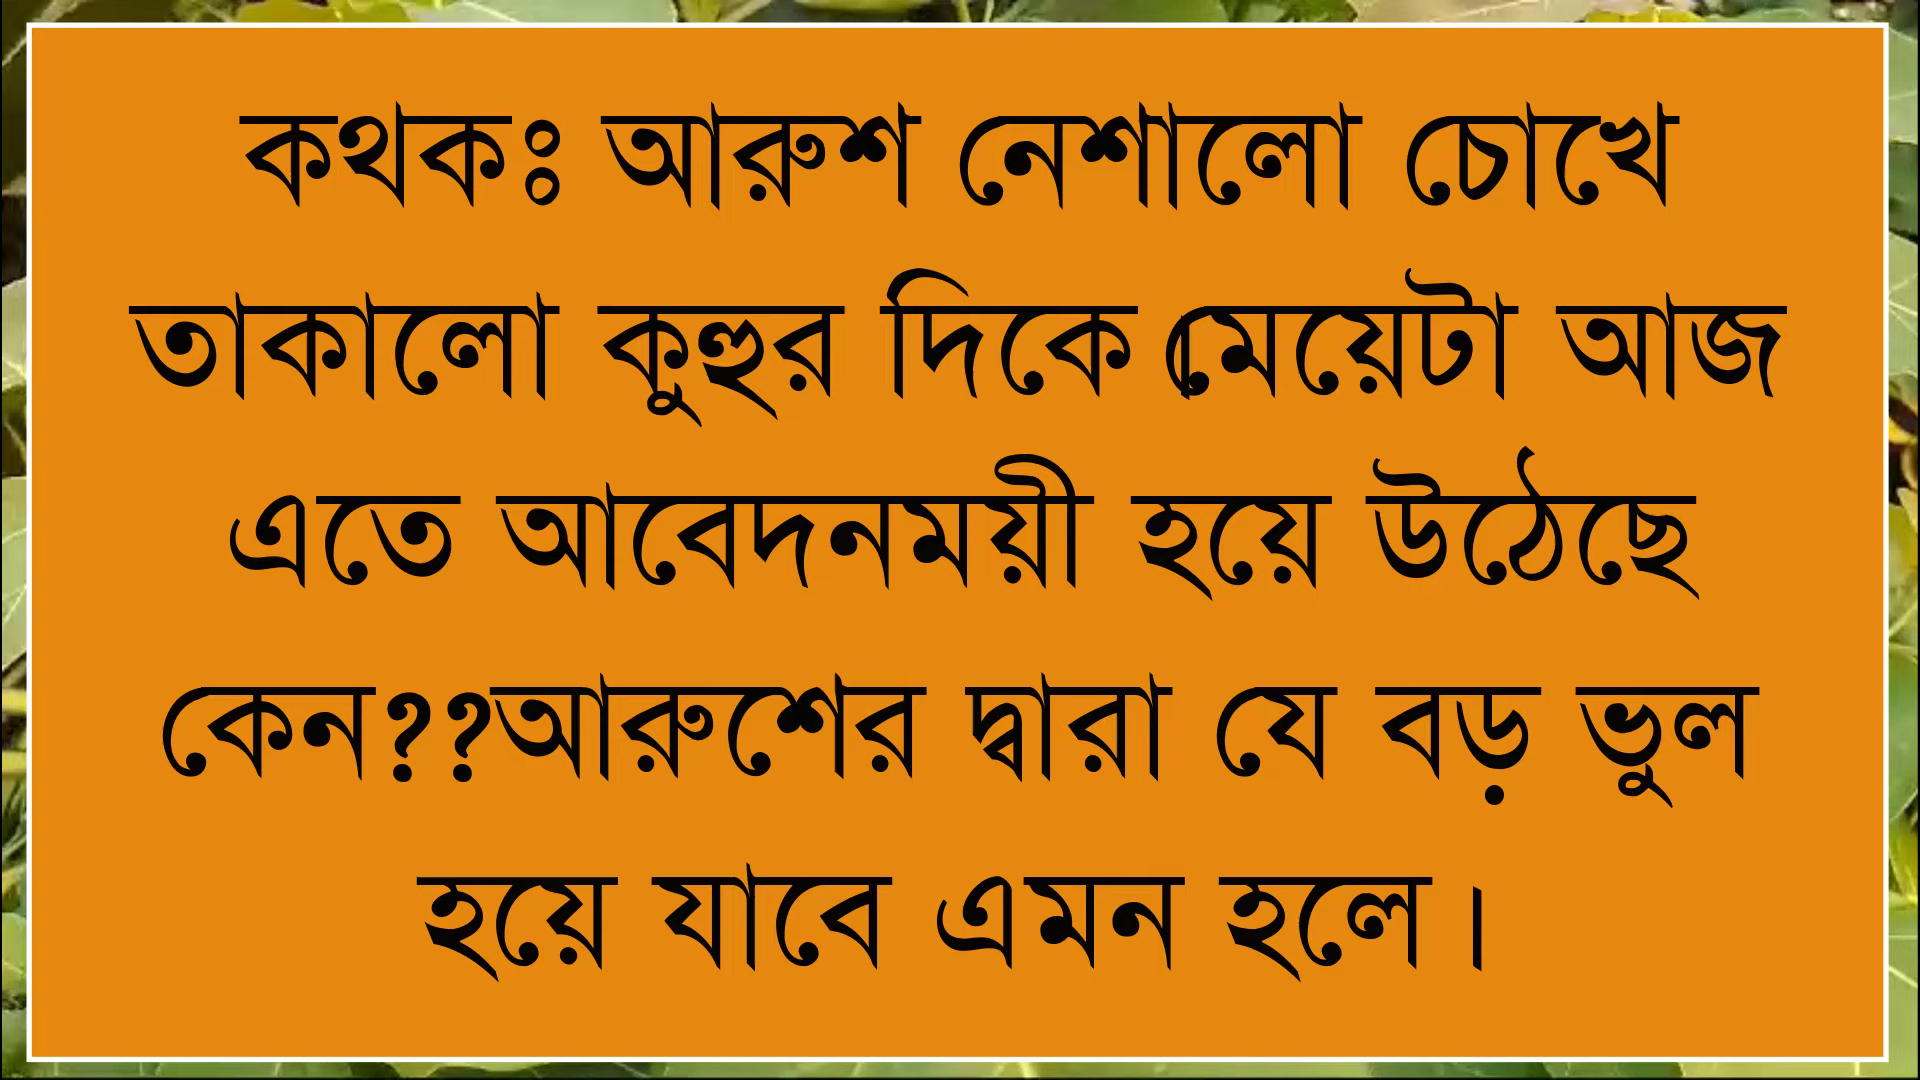 কথকঃ আরুশ নেশালো চোখে
তাকালো কুহুর দিকে।মেয়েটা আজ
এতে আবেদনময়ী হয়ে উঠেছে
কেন??আরুশের দ্বারা যে বড় ভুল
হয়ে যাবে এমন হলে।